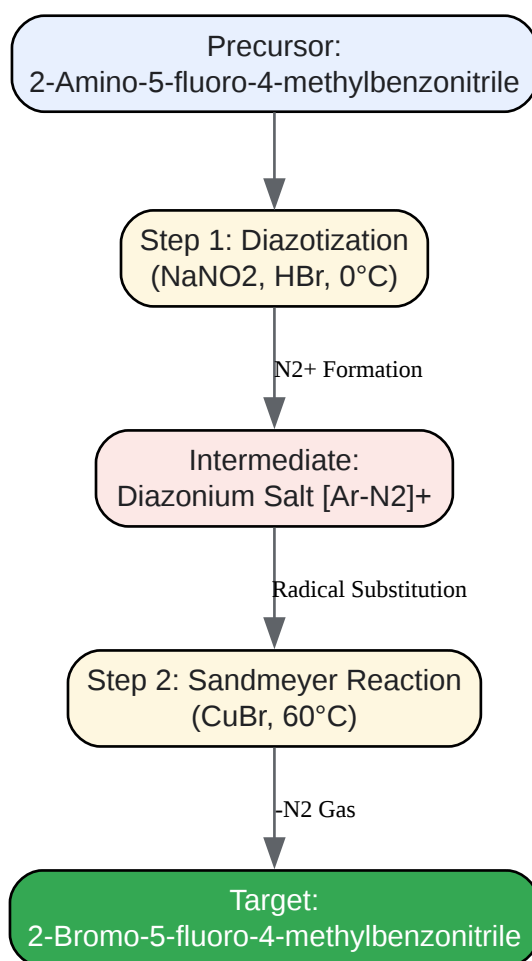 Precursor:
2-Amino-5-fluoro-4-methylbenzonitrile
Step 1: Diazotization
(NaNO2, HBr, 0°C)
N2+ Formation
Intermediate:
Diazonium Salt [Ar-N2]+
Radical Substitution
Step 2: Sandmeyer Reaction
(CuBr, 60°C)
-N2 Gas
Target:
2-Bromo-5-fluoro-4-methylbenzonitrile